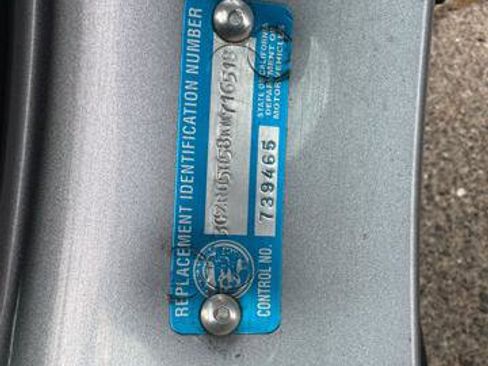 REPLACEMENT IDENTIFICATION NUMBER
STATE OF CALIFORNIA
DEPARTMENT OF
MOTOR VEHICLES
CONTROL NO. 739465